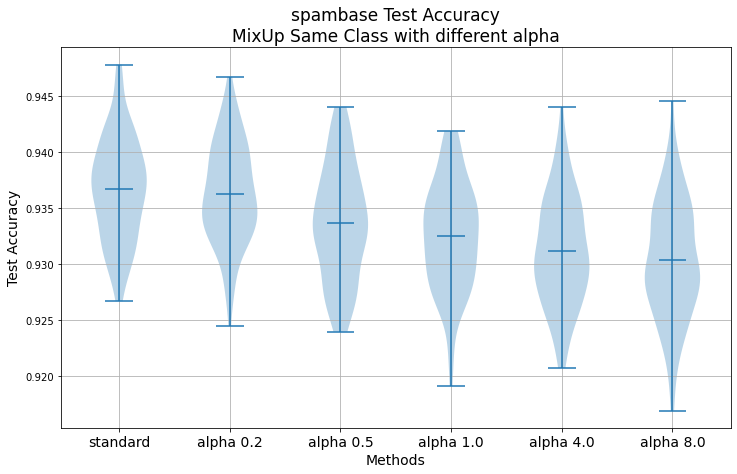 spambase Test Accuracy
MixUp Same Class with different alpha
0.945
0.940
0.935
0.930
0.925
0.920
Test Accuracy
standard alpha 0.2 alpha 0.5 alpha 1.0 alpha 4.0 alpha 8.0
Methods